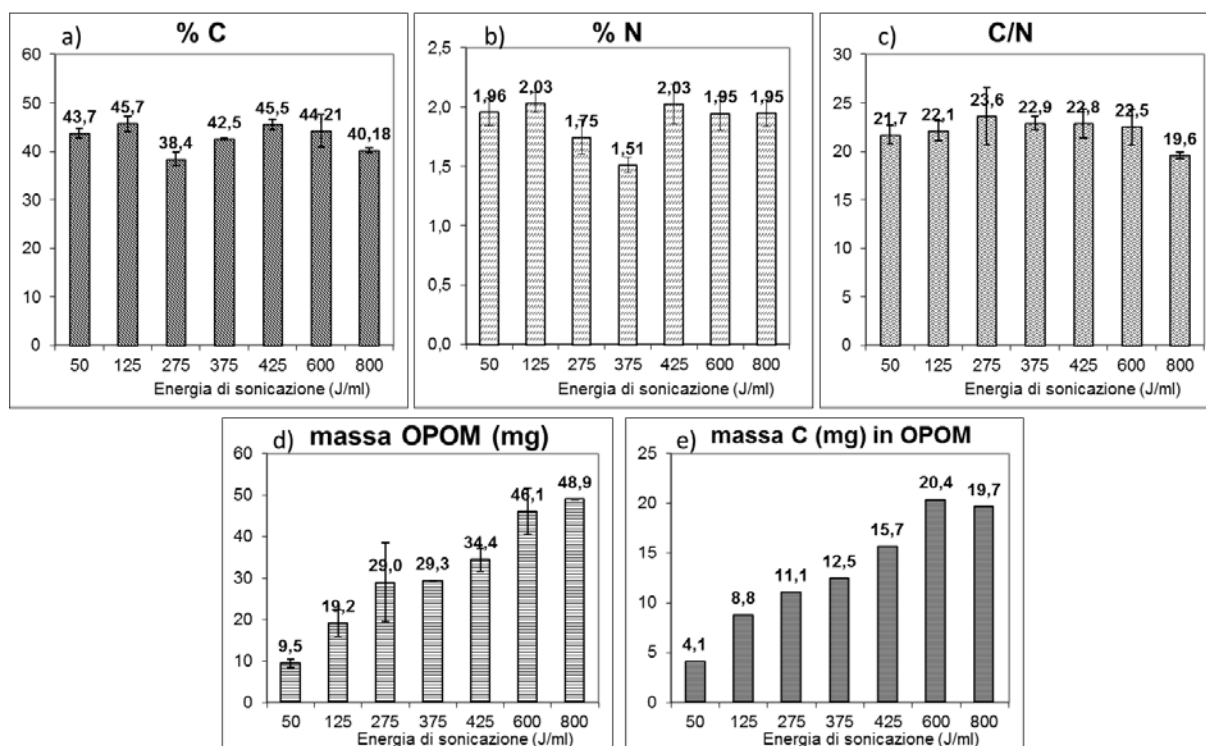 a) % C
60
50
40
30
20
10
0
43,7 45,7 38,4 42,5 45,5 44,21 40,18
50 125 275 375 425 600 800
Energia di sonicazione (J/ml)
b) % N
2,5
2,0
1,5
1,0
0,5
0,0
1,96 2,03 1,75 1,51 2,03 1,95 1,95
50 125 275 375 425 600 800
Energia di sonicazione (J/ml)
c) C/N
30
25
20
15
10
5
0
21,7 22,1 23,6 22,9 22,8 22,5 19,6
50 125 275 375 425 600 800
Energia di sonicazione (J/ml)
d) massa OPOM (mg)
60
50
40
30
20
10
0
9,5 19,2 29,0 29,3 34,4 46,1 48,9
50 125 275 375 425 600 800
Energia di sonicazione (J/ml)
e) massa C (mg) in OPOM
25
20
15
10
5
0
4,1 8,8 11,1 12,5 15,7 20,4 19,7
50 125 275 375 425 600 800
Energia di sonicazione (J/ml)